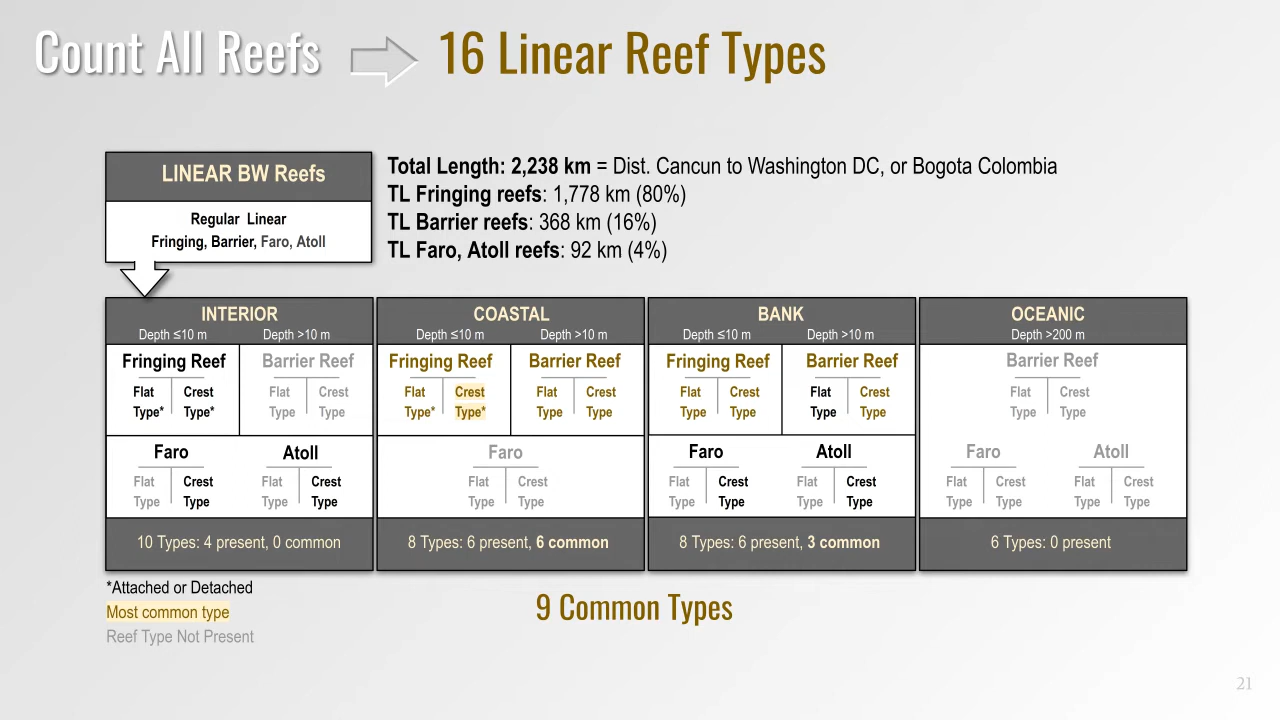 Count All Reefs
16 Linear Reef Types
LINEAR BW Reefs
Regular Linear
Fringing, Barrier, Faro, Atoll
Total Length: 2,238 km = Dist. Cancun to Washington DC, or Bogota Colombia
TL Fringing reefs: 1,778 km (80%)
TL Barrier reefs: 368 km (16%)
TL Faro, Atoll reefs: 92 km (4%)
INTERIOR
Depth ≤10 m Depth >10 m
Fringing Reef Barrier Reef
Flat Crest Flat Crest
Type* Type* Type Type
Faro Atoll
Flat Crest Flat Crest
Type Type Type Type
10 Types: 4 present, 0 common
COASTAL
Depth ≤10 m Depth >10 m
Fringing Reef Barrier Reef
Flat Crest Flat Crest
Type* Type* Type Type
Faro
Flat Crest
Type Type
8 Types: 6 present, 6 common
BANK
Depth ≤10 m Depth >10 m
Fringing Reef Barrier Reef
Flat Crest Flat Crest
Type Type Type Type
Faro Atoll
Flat Crest Flat Crest
Type Type Type Type
8 Types: 6 present, 3 common
OCEANIC
Depth >200 m
Barrier Reef
Flat Crest
Type Type
Faro Atoll
Flat Crest Flat Crest
Type Type Type Type
6 Types: 0 present
*Attached or Detached
Most common type
Reef Type Not Present
9 Common Types
21